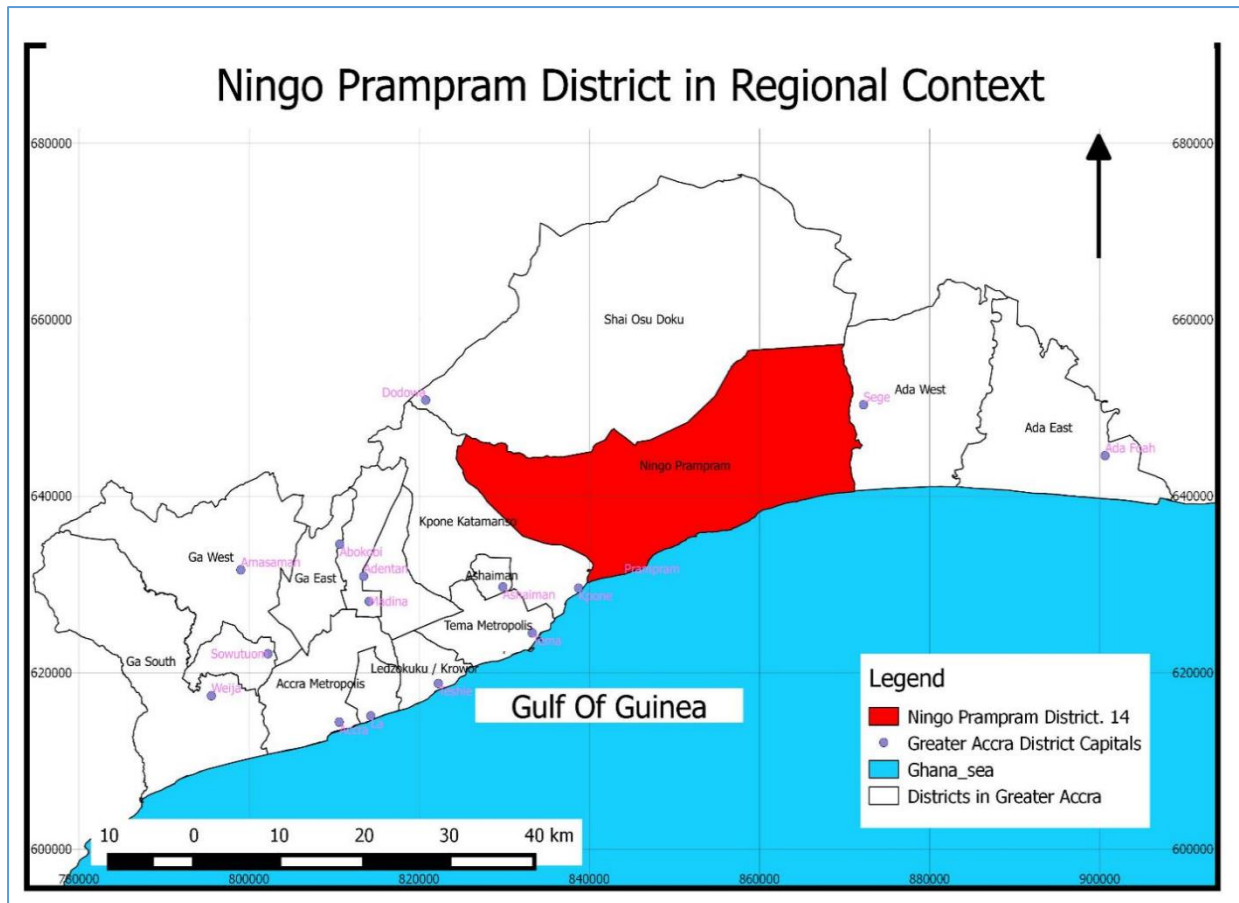 Ningo Prampram District in Regional Context
680000
680000
660000
660000
Shai Osu Doku
Dodowa
Sege
Ada West
Ada East
Ada Foah
Ningo Prampram
640000
640000
Kpone Katamanso
Ga West
Amasaman
Abokobi
Ga East
Adentan
Madina
Ashaiman
Ashaiman
Prampram
Kpone
Tema Metropolis
Tema
Sowutuom
Ga South
Weija
Accra Metropolis
Ledzokuku / Krowor
Teshie
620000
620000
Accra
La
Gulf Of Guinea
Legend
Ningo Prampram District. 14
Greater Accra District Capitals
Ghana_sea
Districts in Greater Accra
10 0 10 20 30 40 km
600000
600000
780000 800000 820000 840000 860000 880000 900000